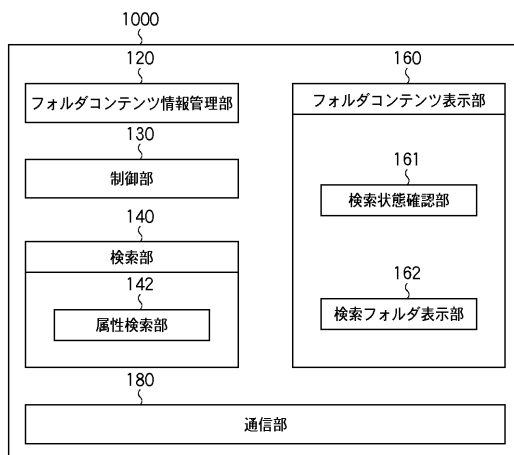 1000
120
フォルダコンテンツ情報管理部
130
制御部
140
検索部
142
属性検索部
160
フォルダコンテンツ表示部
161
検索状態確認部
162
検索フォルダ表示部
180
通信部